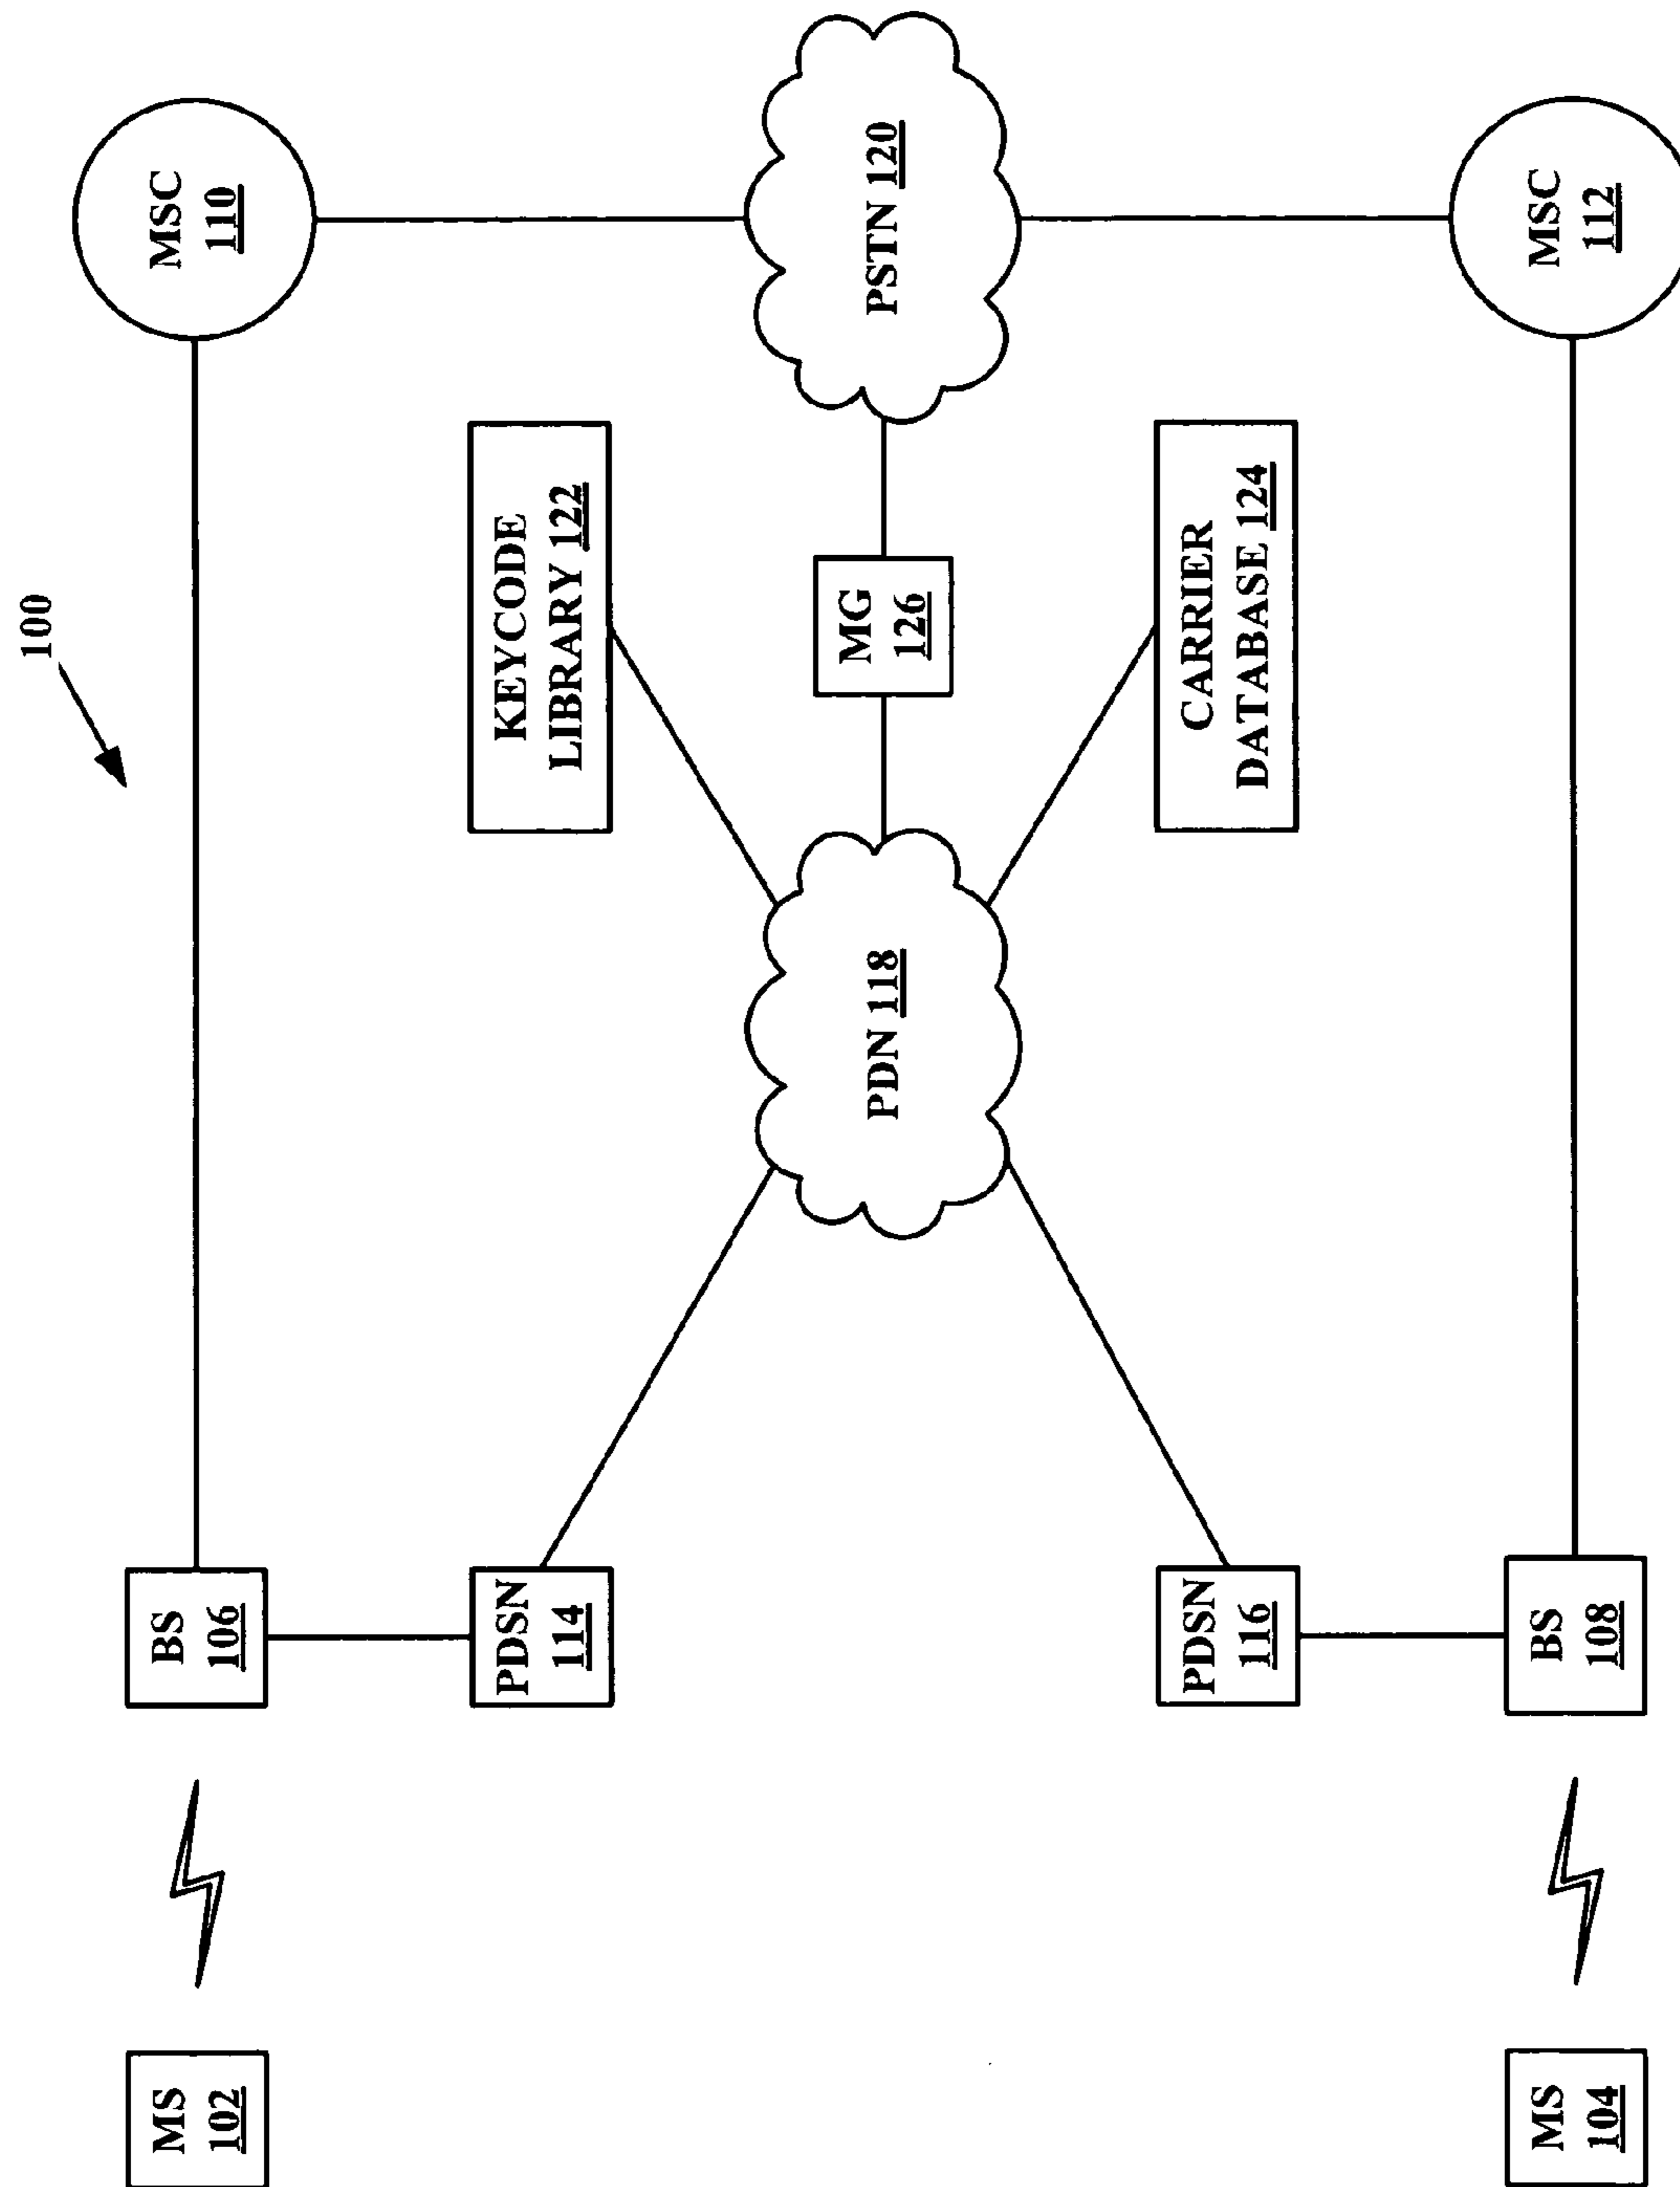 100
MS
102
BS
106
MSC
110
PDSN
114
KEYCODE
LIBRARY 122
PDN 118
MG
126
PSTN 120
PDSN
116
CARRIER
DATABASE 124
MS
104
BS
108
MSC
112